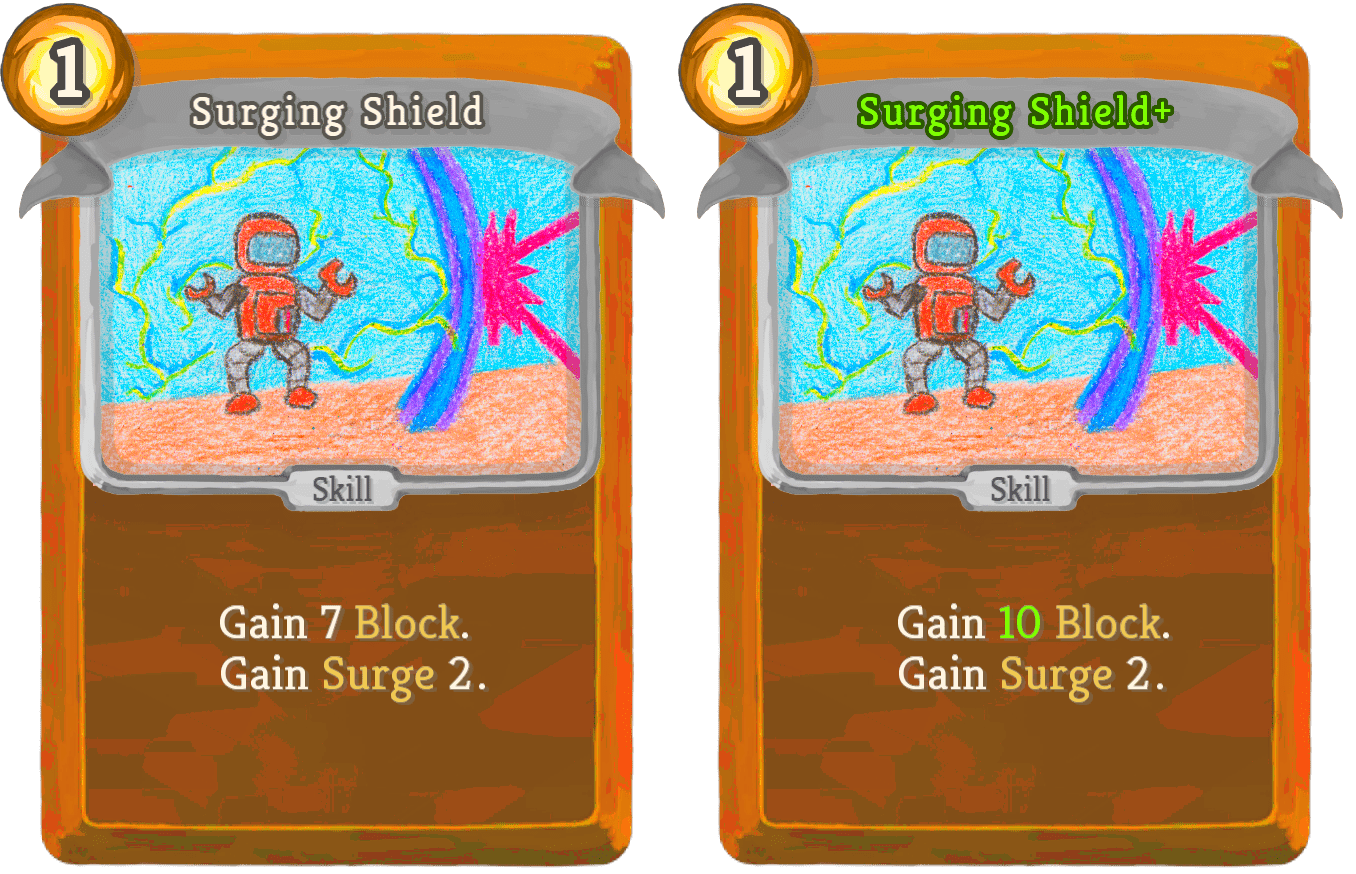 1
Surging Shield
Skill
Gain 7 Block.
Gain Surge 2.
1
Surging Shield+
Skill
Gain 10 Block.
Gain Surge 2.